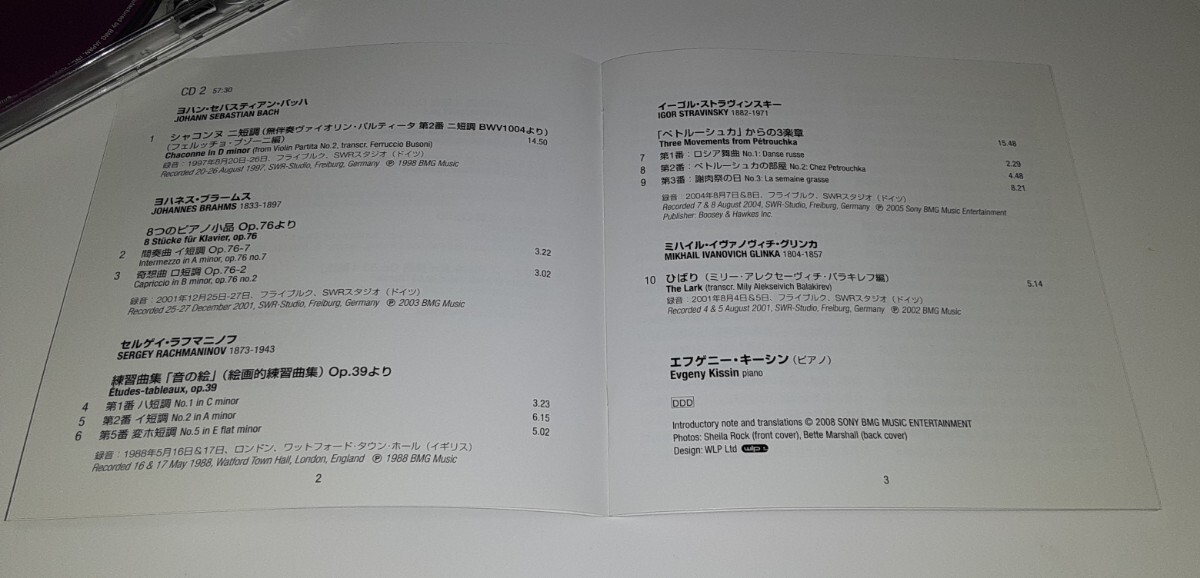 CD 2 57:30
ヨハン・セバスティアン・バッハ
JOHANN SEBASTIAN BACH
1 シャコンヌ ニ短調 (無伴奏ヴァイオリン・パルティータ 第2番 ニ短調 BWV1004より)
(フェルッチョ・ブゾーニ編) 14.50
Chaconne in D minor (from Violin Partita No.2, transcr. Ferruccio Busoni)
録音：1997年8月20日-26日、フライブルク、SWRスタジオ（ドイツ）
Recorded 20-26 August 1997, SWR-Studio, Freiburg, Germany Ⓟ 1998 BMG Music
ヨハネス・ブラームス
JOHANNES BRAHMS 1833-1897
8つのピアノ小品 Op.76より
8 Stücke für Klavier, op.76
2 間奏曲 イ短調 Op.76-7 3.22
Intermezzo in A minor, op.76 no.7
3 奇想曲 ロ短調 Op.76-2 3.02
Capriccio in B minor, op.76 no.2
録音：2001年12月25日-27日、フライブルク、SWRスタジオ（ドイツ）
Recorded 25-27 December 2001, SWR-Studio, Freiburg, Germany Ⓟ 2003 BMG Music
セルゲイ・ラフマニノフ
SERGEY RACHMANINOV 1873-1943
練習曲集「音の絵」（絵画的練習曲集）Op.39より
Études-tableaux, op.39
4 第1番 ハ短調 No.1 in C minor 3.23
5 第2番 イ短調 No.2 in A minor 6.15
6 第5番 変ホ短調 No.5 in E flat minor 5.02
録音：1988年5月16日&17日、ロンドン、ワットフォード・タウン・ホール（イギリス）
Recorded 16 & 17 May 1988, Watford Town Hall, London, England Ⓟ 1988 BMG Music
2
イーゴル・ストラヴィンスキー
IGOR STRAVINSKY 1882-1971
「ペトルーシュカ」からの3楽章
Three Movements from Pétrouchka 15.48
7 第1番：ロシア舞曲 No.1: Danse russe 2.29
8 第2番：ペトルーシュカの部屋 No.2: Chez Petrouchka 4.48
9 第3番：謝肉祭の日 No.3: La semaine grasse 8.21
録音：2004年8月7日&8日、フライブルク、SWRスタジオ（ドイツ）
Recorded 7 & 8 August 2004, SWR-Studio, Freiburg, Germany Ⓟ 2005 Sony BMG Music Entertainment
Publisher: Boosey & Hawkes Inc.
ミハイル・イヴァノヴィチ・グリンカ
MIKHAIL IVANOVICH GLINKA 1804-1857
10 ひばり（ミリー・アレクセーヴィチ・バラキレフ編） 5.14
The Lark (transcr. Mily Alekseivich Balakirev)
録音：2001年8月4日&5日、フライブルク、SWRスタジオ（ドイツ）
Recorded 4 & 5 August 2001, SWR-Studio, Freiburg, Germany Ⓟ 2002 BMG Music
エフゲニー・キーシン（ピアノ）
Evgeny Kissin piano
DDD
Introductory note and translations © 2008 SONY BMG MUSIC ENTERTAINMENT
Photos: Sheila Rock (front cover), Bette Marshall (back cover)
Design: WLP Ltd wlp
3